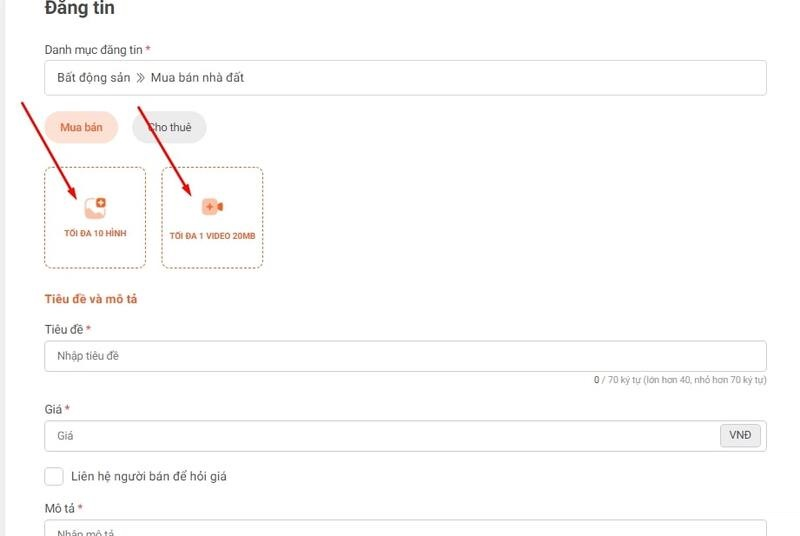 Đăng tin
Danh mục đăng tin *
Bất động sản » Mua bán nhà đất
Mua bán
Cho thuê
TỐI ĐA 10 HÌNH
TỐI ĐA 1 VIDEO 20MB
Tiêu đề và mô tả
Tiêu đề *
Nhập tiêu đề
0 / 70 ký tự (lớn hơn 40, nhỏ hơn 70 ký tự)
Giá *
Giá
VNĐ
Liên hệ người bán để hỏi giá
Mô tả *
Nhập mô tả